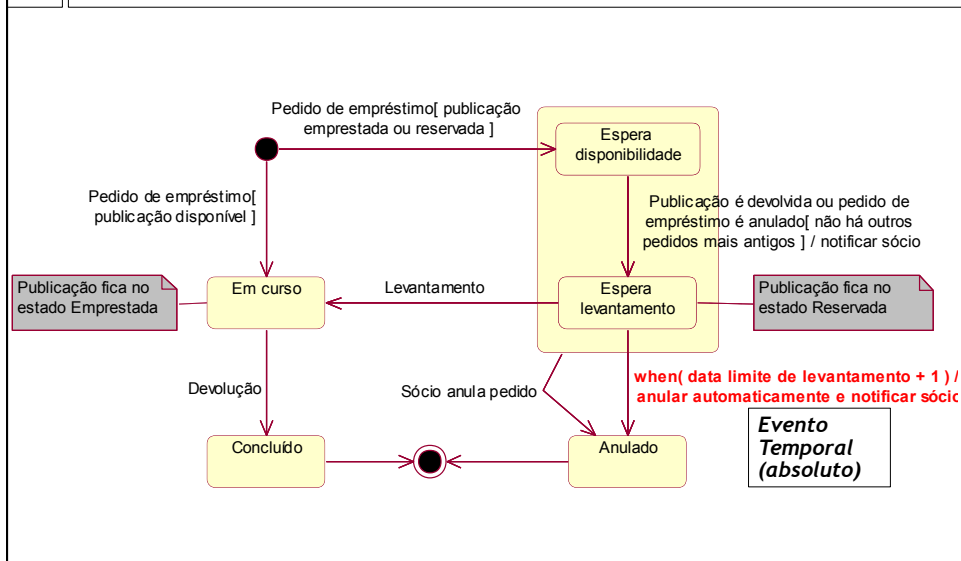 Pedido de empréstimo[ publicação
emprestada ou reservada ]
Espera
disponibilidade
Pedido de empréstimo[
publicação disponível ]
Publicação é devolvida ou pedido de
empréstimo é anulado[ não há outros
pedidos mais antigos ] / notificar sócio
Publicação fica no
estado Emprestada
Em curso
Levantamento
Espera
levantamento
Publicação fica no
estado Reservada
Devolução
Sócio anula pedido
when( data limite de levantamento + 1 ) /
anular automaticamente e notificar sócio
Evento
Temporal
(absoluto)
Concluído
Anulado